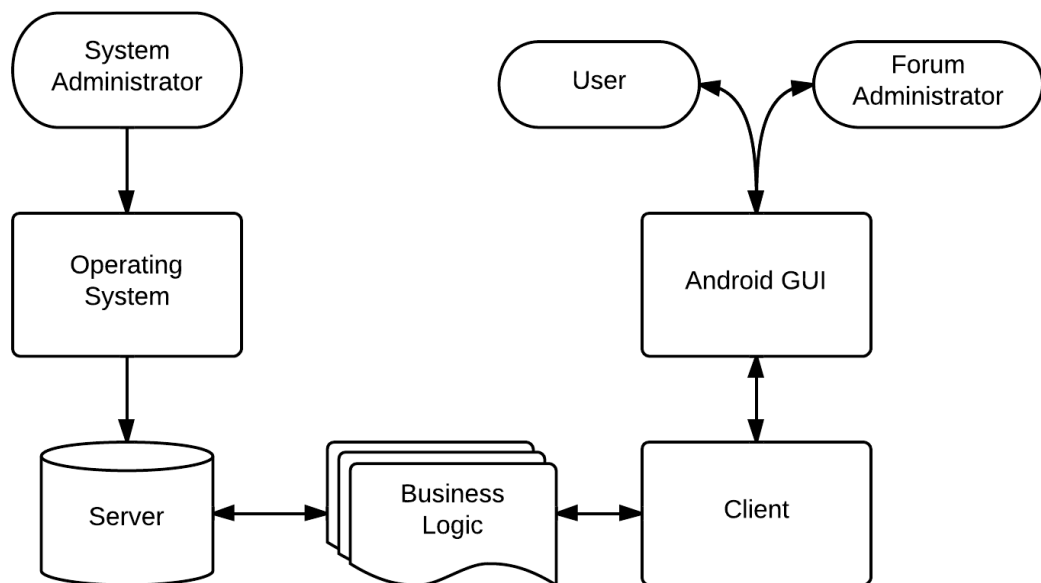 System
Administrator
User
Forum
Administrator
Operating
System
Android GUI
Server
Business
Logic
Client